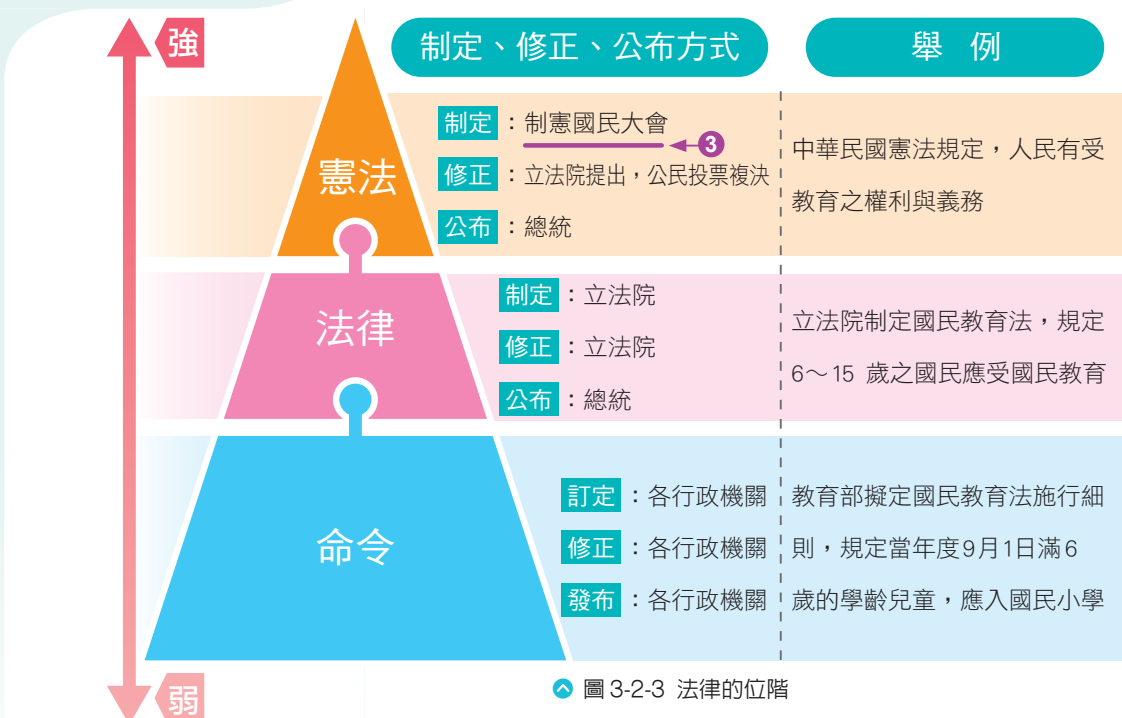 強
制定、修正、公布方式
舉 例
憲法
制定：制憲國民大會
3
修正：立法院提出，公民投票複決
公布：總統
中華民國憲法規定，人民有受
教育之權利與義務
法律
制定：立法院
修正：立法院
公布：總統
立法院制定國民教育法，規定
6～15 歲之國民應受國民教育
命令
訂定：各行政機關
修正：各行政機關
發布：各行政機關
教育部擬定國民教育法施行細
則，規定當年度9月1日滿6
歲的學齡兒童，應入國民小學
弱
圖3-2-3 法律的位階